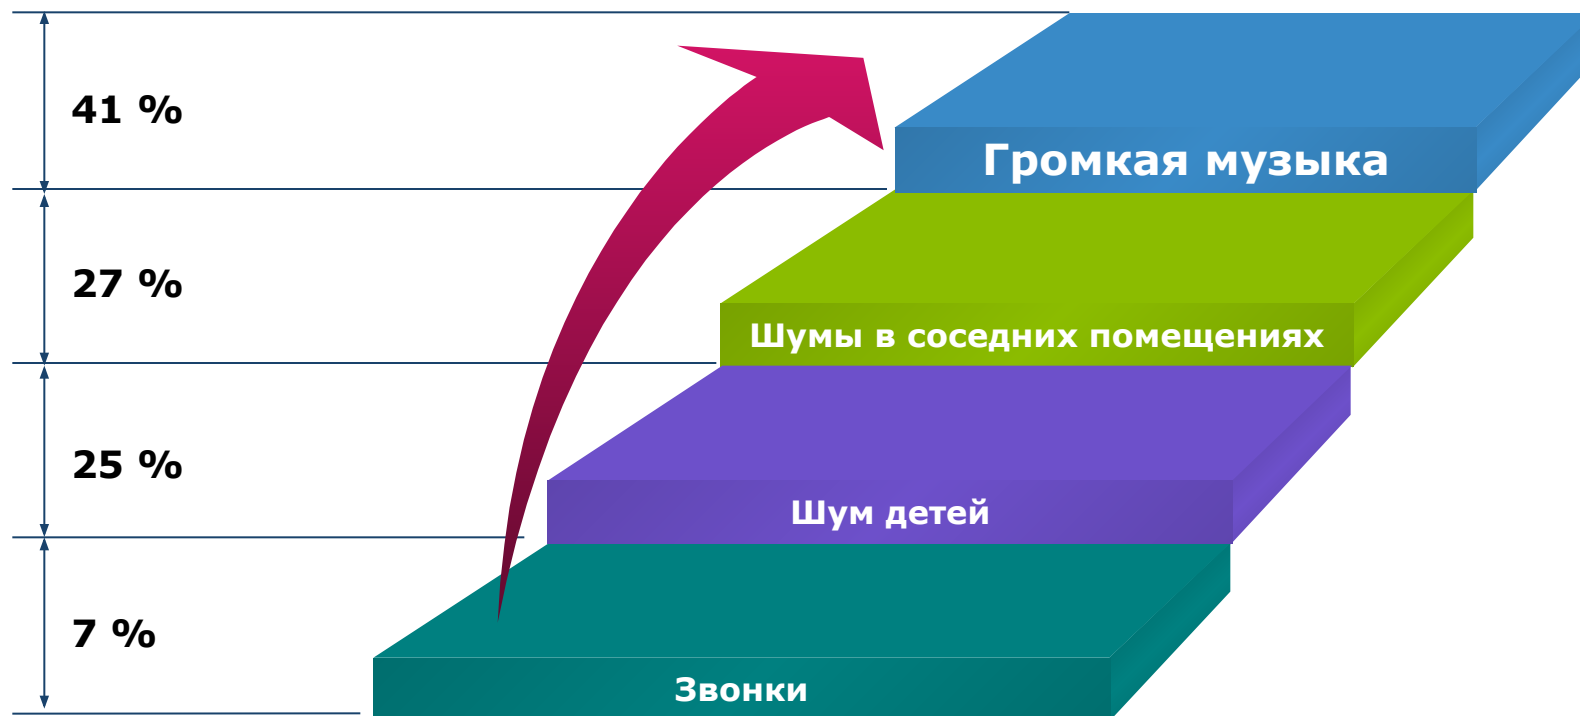 41 %
Громкая музыка
27 %
Шумы в соседних помещениях
25 %
Шум детей
7 %
Звонки